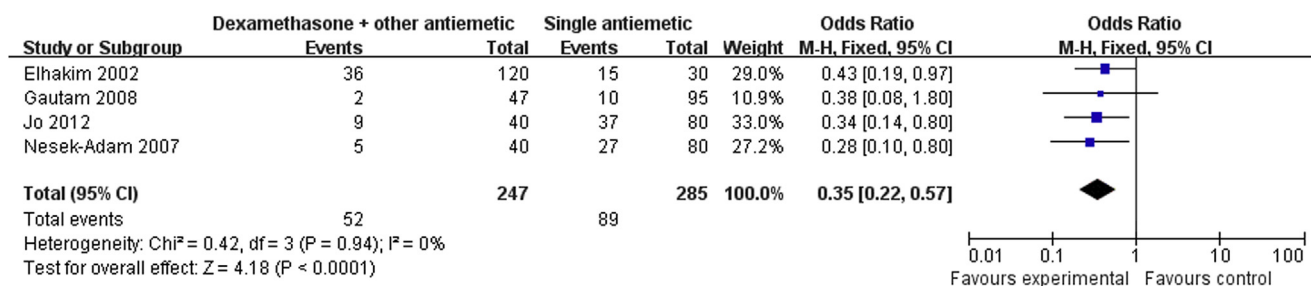 Dexamethasone + other antiemetic Single antiemetic Odds Ratio Odds Ratio
Study or Subgroup Events Total Events Total Weight M-H, Fixed, 95% CI M-H, Fixed, 95% CI
Elhakim 2002 36 120 15 30 29.0% 0.43 [0.19, 0.97]
Gautam 2008 2 47 10 95 10.9% 0.38 [0.08, 1.80]
Jo 2012 9 40 37 80 33.0% 0.34 [0.14, 0.80]
Nesek-Adam 2007 5 40 27 80 27.2% 0.28 [0.10, 0.80]
Total (95% CI) 247 285 100.0% 0.35 [0.22, 0.57]
Total events 52 89
Heterogeneity: Chi² = 0.42, df = 3 (P = 0.94); I² = 0%
Test for overall effect: Z = 4.18 (P < 0.0001)
0.01 0.1 1 10 100
Favours experimental Favours control